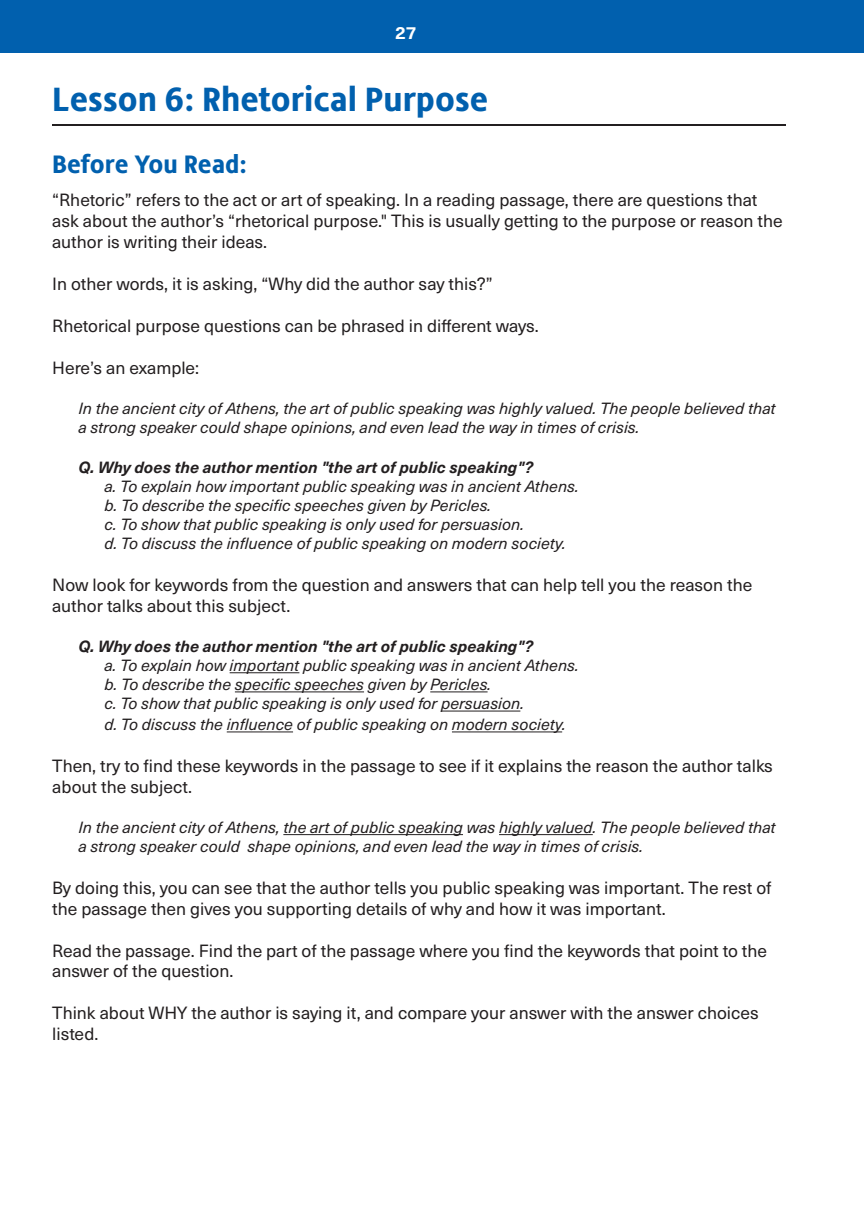 27
Lesson 6: Rhetorical Purpose
Before You Read:
“Rhetoric” refers to the act or art of speaking. In a reading passage, there are questions that
ask about the author’s “rhetorical purpose." This is usually getting to the purpose or reason the
author is writing their ideas.
In other words, it is asking, “Why did the author say this?”
Rhetorical purpose questions can be phrased in different ways.
Here’s an example:
In the ancient city of Athens, the art of public speaking was highly valued. The people believed that
a strong speaker could shape opinions, and even lead the way in times of crisis.
Q. Why does the author mention "the art of public speaking"?
a. To explain how important public speaking was in ancient Athens.
b. To describe the specific speeches given by Pericles.
c. To show that public speaking is only used for persuasion.
d. To discuss the influence of public speaking on modern society.
Now look for keywords from the question and answers that can help tell you the reason the
author talks about this subject.
Q. Why does the author mention "the art of public speaking"?
a. To explain how important public speaking was in ancient Athens.
b. To describe the specific speeches given by Pericles.
c. To show that public speaking is only used for persuasion.
d. To discuss the influence of public speaking on modern society.
Then, try to find these keywords in the passage to see if it explains the reason the author talks
about the subject.
In the ancient city of Athens, the art of public speaking was highly valued. The people believed that
a strong speaker could shape opinions, and even lead the way in times of crisis.
By doing this, you can see that the author tells you public speaking was important. The rest of
the passage then gives you supporting details of why and how it was important.
Read the passage. Find the part of the passage where you find the keywords that point to the
answer of the question.
Think about WHY the author is saying it, and compare your answer with the answer choices
listed.